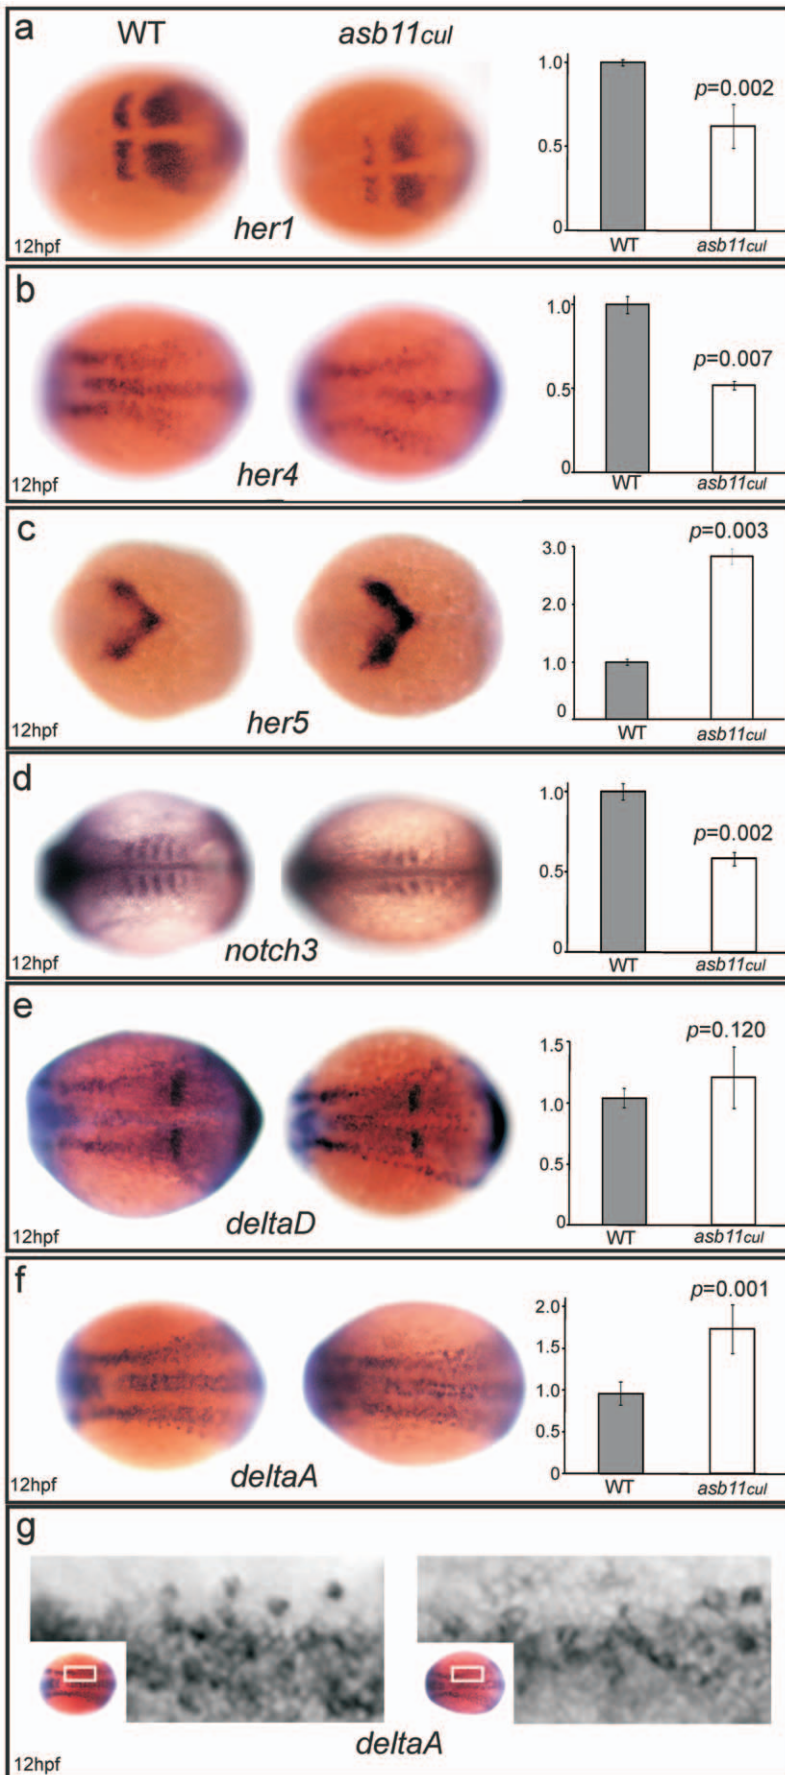 a WT asb11cul
1.0
p=0.002
0.5
0
WT asb11cul
her1
12hpf
b
1.0
p=0.007
0.5
0
WT asb11cul
her4
12hpf
c
p=0.003
3.0
2.0
1.0
0
WT asb11cul
her5
12hpf
d
1.0
p=0.002
0.5
0
WT asb11cul
notch3
12hpf
e
p=0.120
1.5
1.0
0.5
0
WT asb11cul
deltaD
12hpf
f
p=0.001
2.0
1.5
1.0
0.5
0
WT asb11cul
deltaA
12hpf
g
deltaA
12hpf